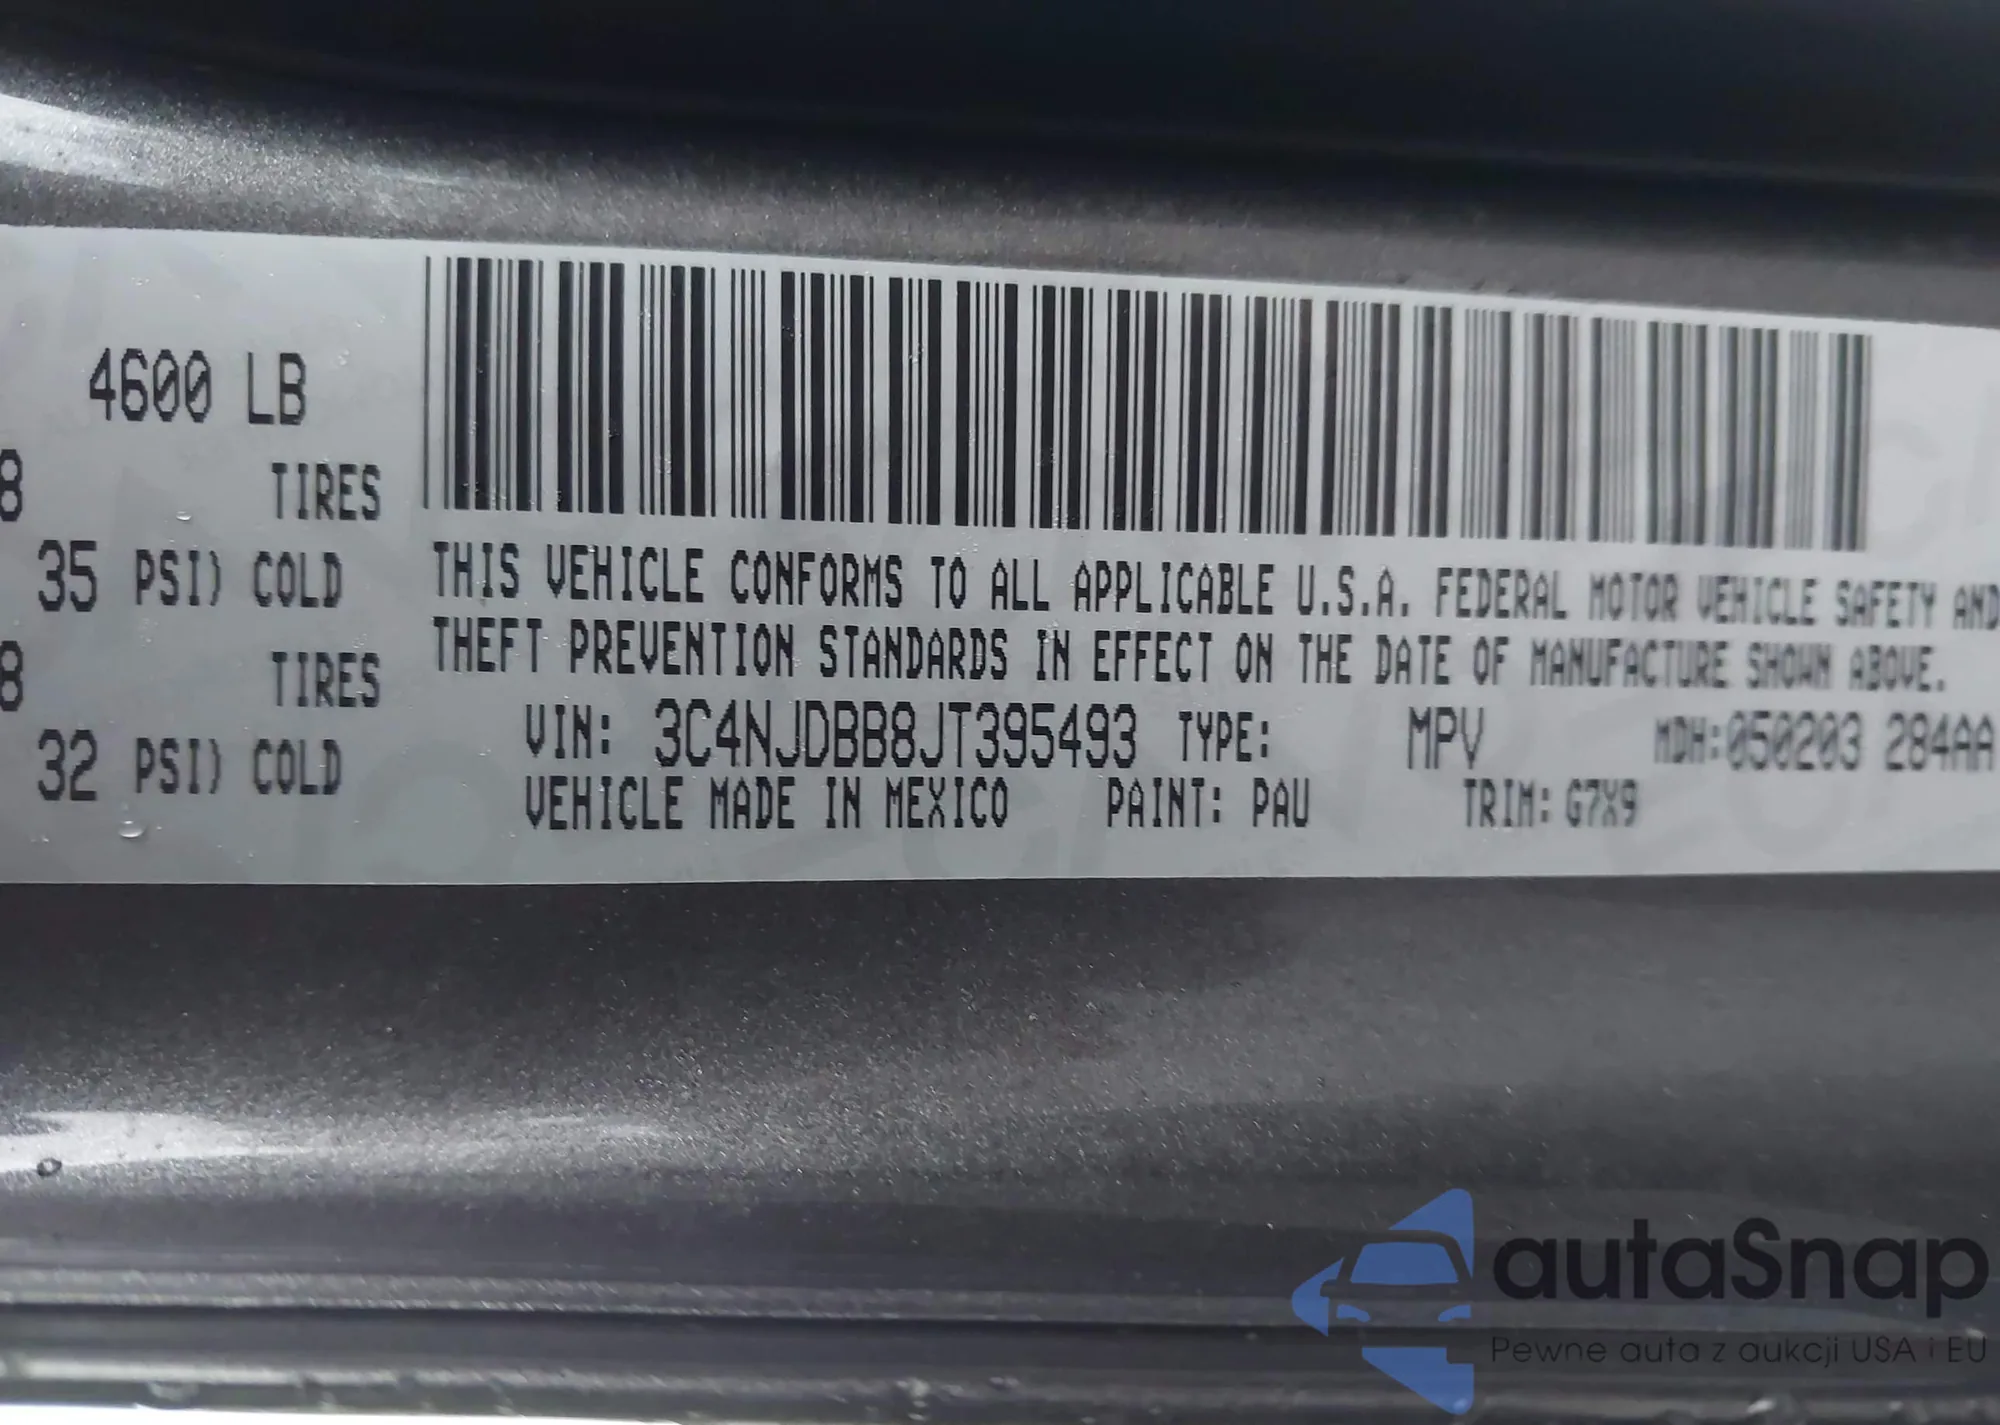 4600 LB
8 TIRES
35 PSI) COLD
8 TIRES
32 PSI) COLD
THIS VEHICLE CONFORMS TO ALL APPLICABLE U.S.A. FEDERAL MOTOR VEHICLE SAFETY AND
THEFT PREVENTION STANDARDS IN EFFECT ON THE DATE OF MANUFACTURE SHOWN ABOVE.
VIN: 3C4NJDBB8JT395493 TYPE: MPV MDH:050203 284AA
VEHICLE MADE IN MEXICO PAINT: PAU TRIM: G7X9
autaSnap
Pewne auta z aukcji USA i EU